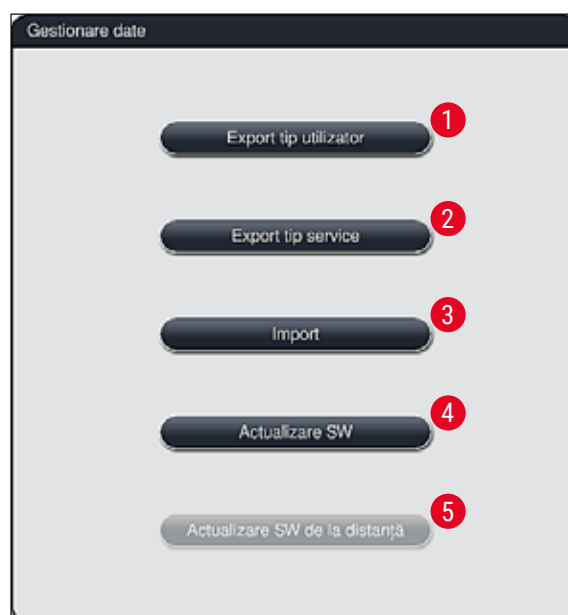 Gestionare date
1
Export tip utilizator
2
Export tip service
3
Import
4
Actualizare SW
5
Actualizare SW de la distanță